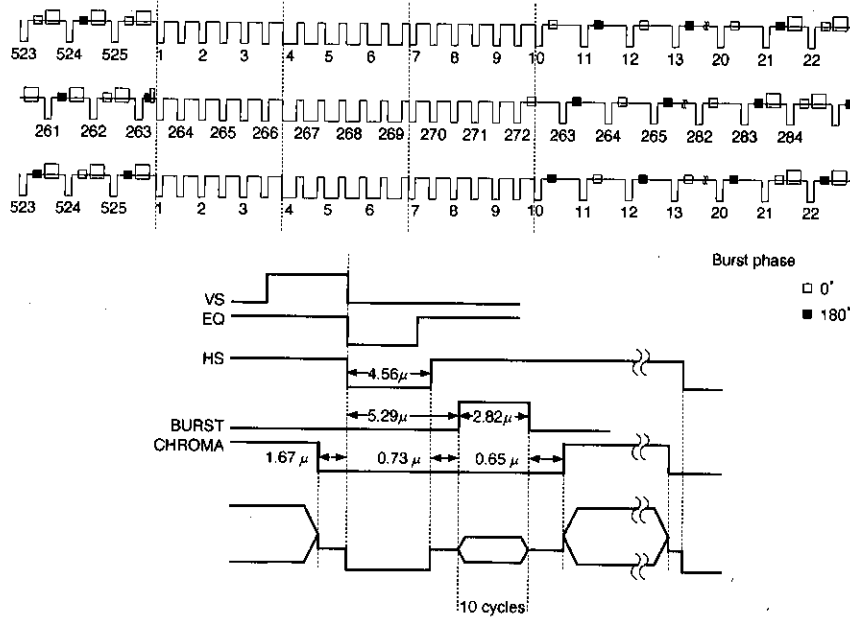 523 524 525 1 2 3 4 5 6 7 8 9 10 11 12 13 20 21 22
261 262 263 264 265 266 267 268 269 270 271 272 263 264 265 282 283 284
523 524 525 1 2 3 4 5 6 7 8 9 10 11 12 13 20 21 22
Burst phase
□ 0°
■ 180°
VS
EQ
HS
4.56μ
5.29μ 2.82μ
BURST
CHROMA
1.67 μ 0.73 μ 0.65 μ
10 cycles